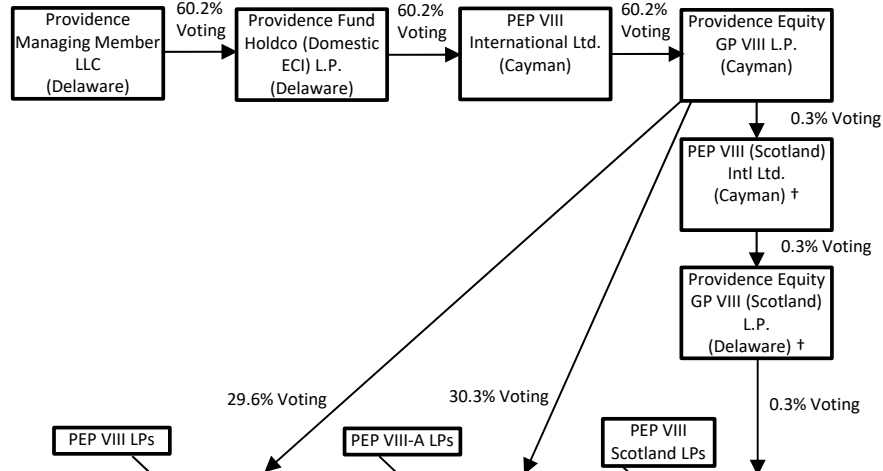 Providence
Managing Member
LLC
(Delaware)
60.2%
Voting
Providence Fund
Holdco (Domestic
ECI) L.P.
(Delaware)
60.2%
Voting
PEP VIII
International Ltd.
(Cayman)
60.2%
Voting
Providence Equity
GP VIII L.P.
(Cayman)
0.3% Voting
PEP VIII (Scotland)
Intl Ltd.
(Cayman) †
0.3% Voting
Providence Equity
GP VIII (Scotland)
L.P.
(Delaware) †
29.6% Voting
30.3% Voting
0.3% Voting
PEP VIII LPs
PEP VIII-A LPs
PEP VIII
Scotland LPs